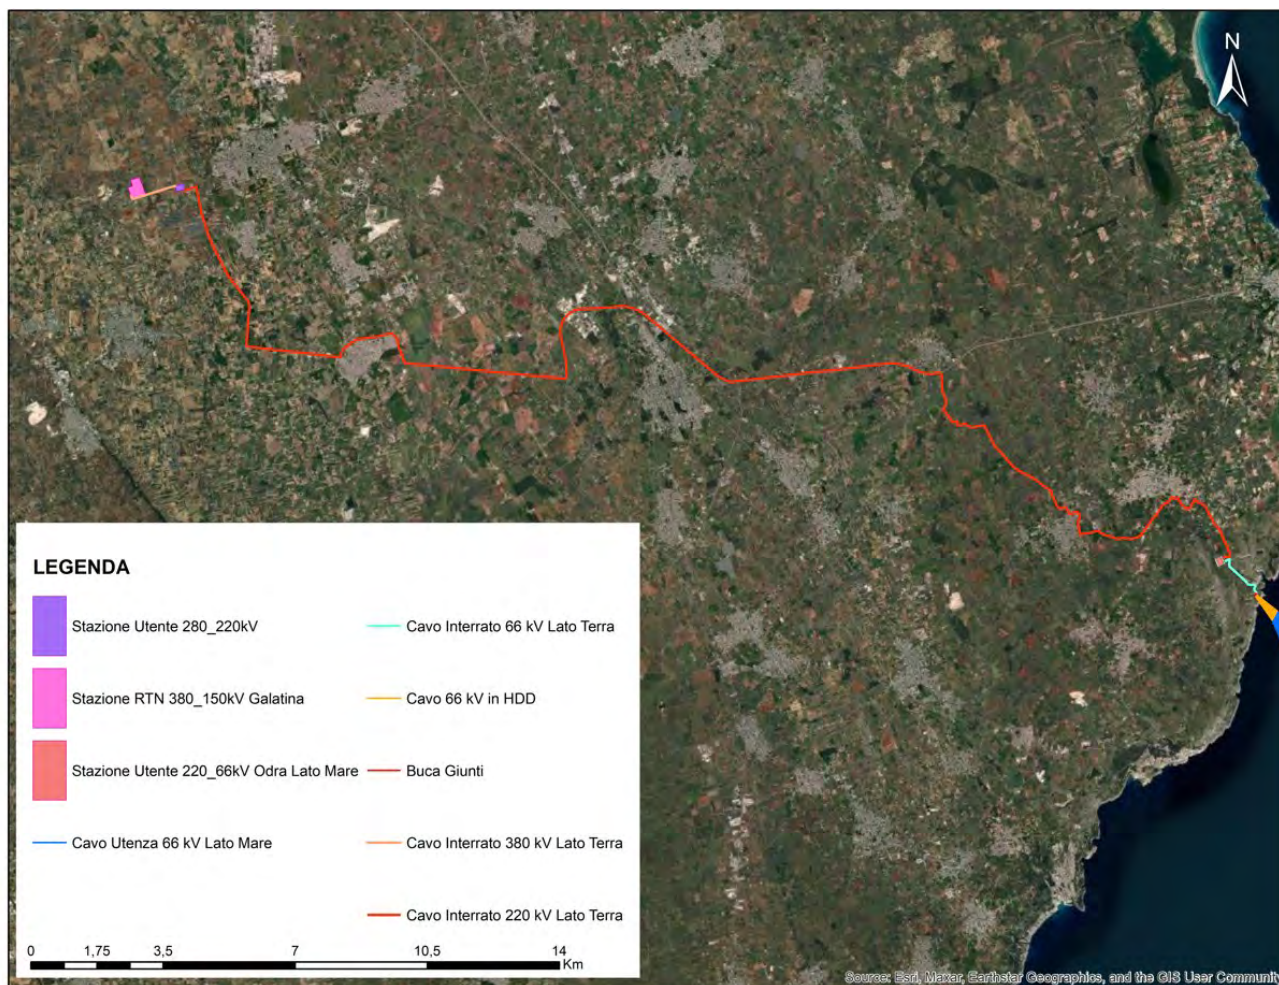 N
LEGENDA
Stazione Utente 280_220kV
Stazione RTN 380_150kV Galatina
Stazione Utente 220_66kV Odra Lato Mare
Cavo Utenza 66 kV Lato Mare
Cavo Interrato 66 kV Lato Terra
Cavo 66 kV in HDD
Buca Giunti
Cavo Interrato 380 kV Lato Terra
Cavo Interrato 220 kV Lato Terra
0 1,75 3,5 7 10,5 14
Km
Source: Esri, Maxar, Earthstar Geographics, and the GIS User Community